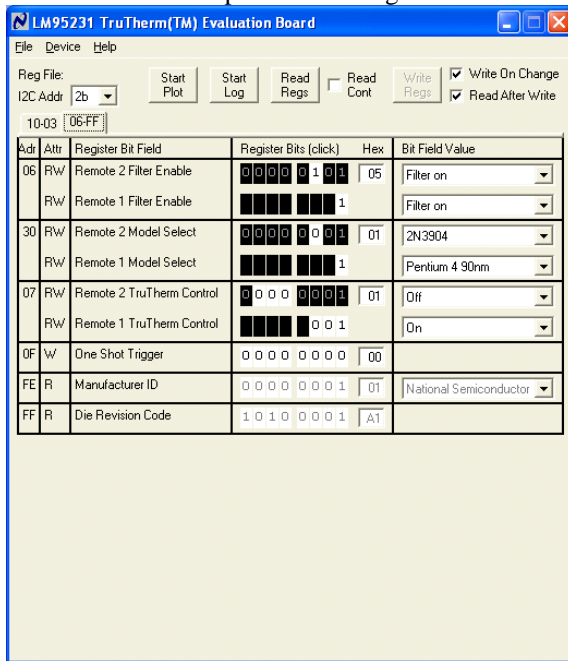 LM95231 TruTherm(TM) Evaluation Board
File Device Help
Reg File:
I2C Addr 2b
Start Plot
Start Log
Read Regs
Read Cont
Write Regs
Write On Change
Read After Write
10-03 06-FF
Adr Attr Register Bit Field Register Bits (click) Hex Bit Field Value
06 RW Remote 2 Filter Enable 0 0 0 0 0 1 0 1 05 Filter on
RW Remote 1 Filter Enable 1 Filter on
30 RW Remote 2 Model Select 0 0 0 0 0 0 0 1 01 2N3904
RW Remote 1 Model Select 1 Pentium 4 90nm
07 RW Remote 2 TruTherm Control 0 0 0 0 0 0 0 1 01 Off
RW Remote 1 TruTherm Control 0 0 1 On
0F W One Shot Trigger 0 0 0 0 0 0 0 0 00
FE R Manufacturer ID 0 0 0 0 0 0 0 1 01 National Semiconductor
FF R Die Revision Code 1 0 1 0 0 0 0 1 A1